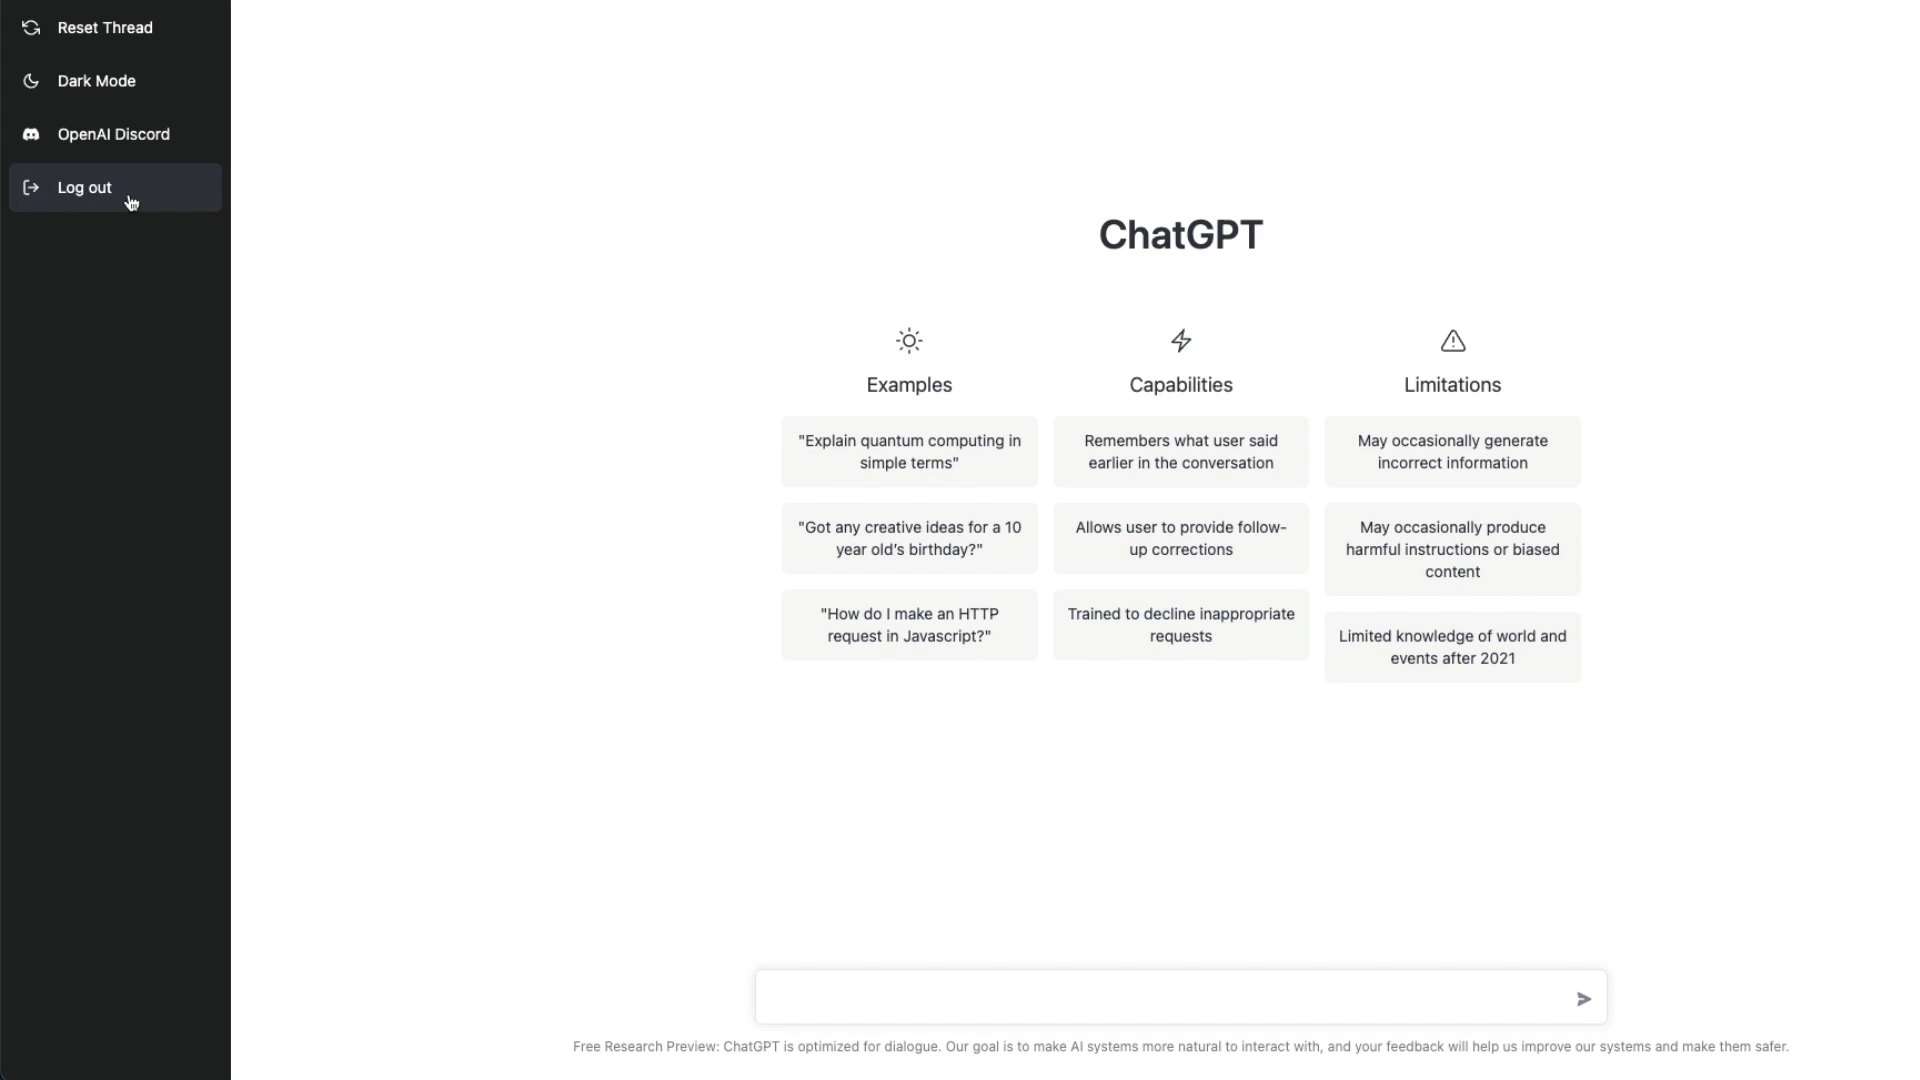 Reset Thread
Dark Mode
OpenAI Discord
Log out
ChatGPT
Examples
"Explain quantum computing in
simple terms"
"Got any creative ideas for a 10
year old's birthday?"
"How do I make an HTTP
request in Javascript?"
Capabilities
Remembers what user said
earlier in the conversation
Allows user to provide follow-
up corrections
Trained to decline inappropriate
requests
Limitations
May occasionally generate
incorrect information
May occasionally produce
harmful instructions or biased
content
Limited knowledge of world and
events after 2021
Free Research Preview: ChatGPT is optimized for dialogue. Our goal is to make AI systems more natural to interact with, and your feedback will help us improve our systems and make them safer.